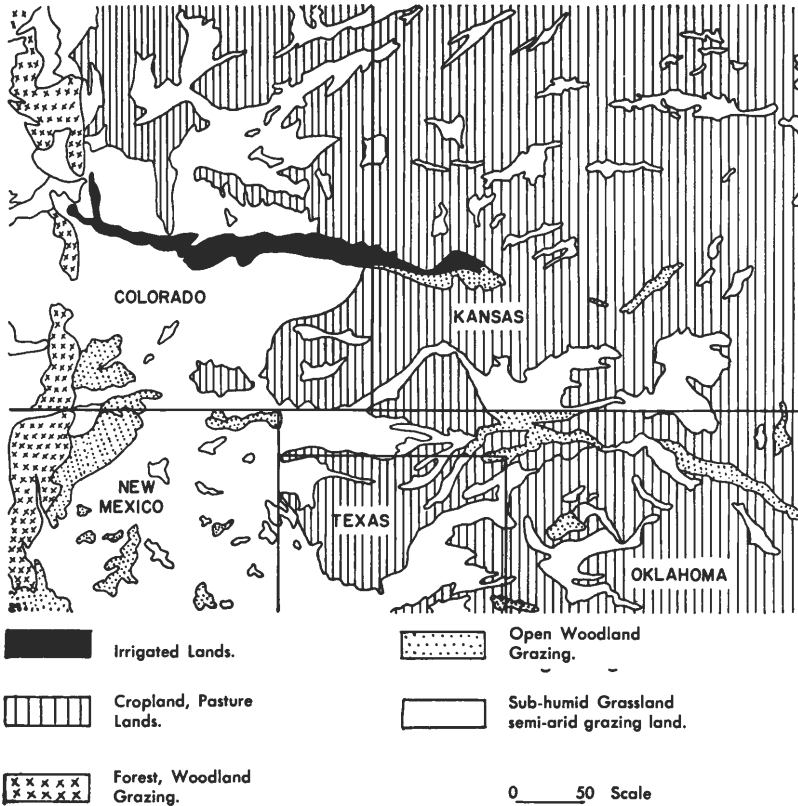 COLORADO
KANSAS
NEW
MEXICO
TEXAS
OKLAHOMA
Irrigated Lands.
Cropland, Pasture
Lands.
Forest, Woodland
Grazing.
Open Woodland
Grazing.
Sub-humid Grassland
semi-arid grazing land.
0 50 Scale